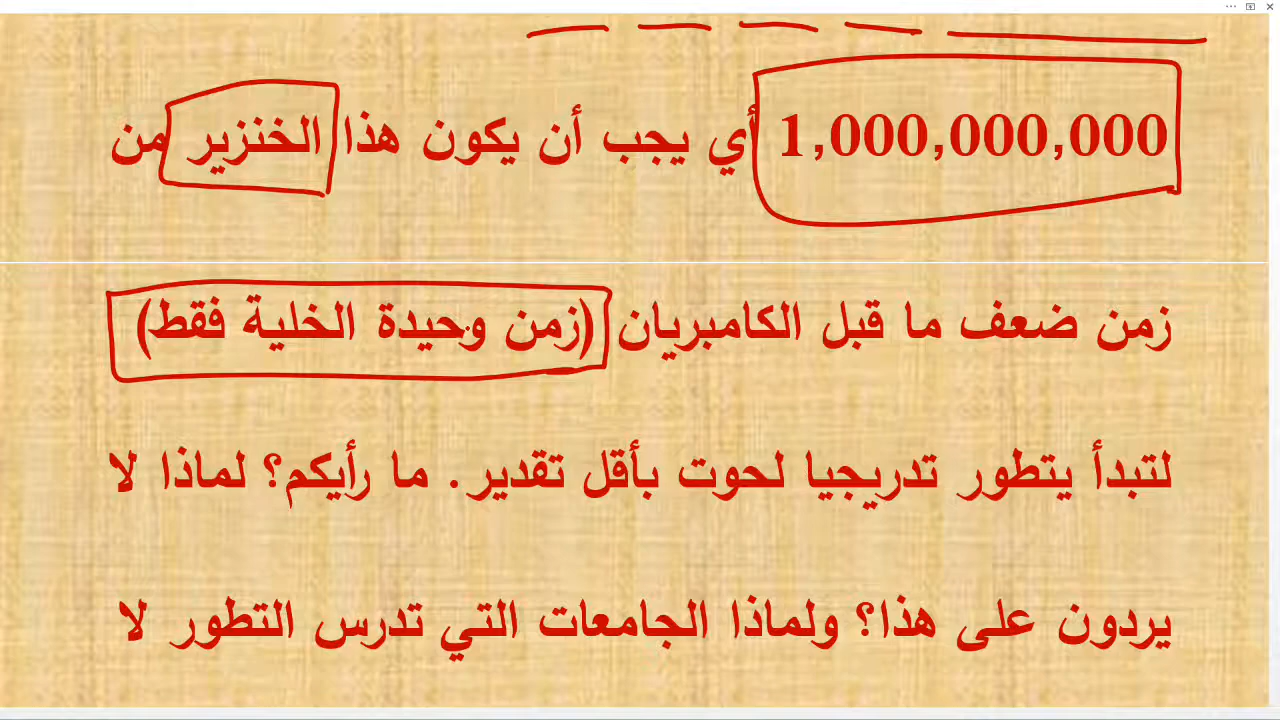 1,000,000,000 أي يجب أن يكون هذا الخنزير من
زمن ضعف ما قبل الكامبريان (زمن وحيدة الخلية فقط)
لتبدأ يتطور تدريجيا لحوت بأقل تقدير. ما رأيكم؟ لماذا لا
يردون على هذا؟ ولماذا الجامعات التي تدرس التطور لا